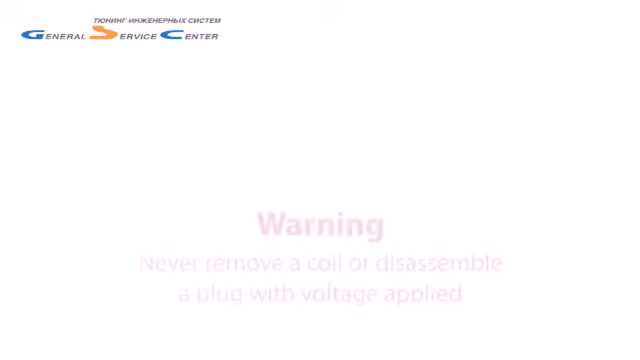 ТЮНИНГ ИНЖЕНЕРНЫХ СИСТЕМ
GENERAL SERVICE CENTER
Warning
Never remove a coil or disassemble
a plug with voltage applied